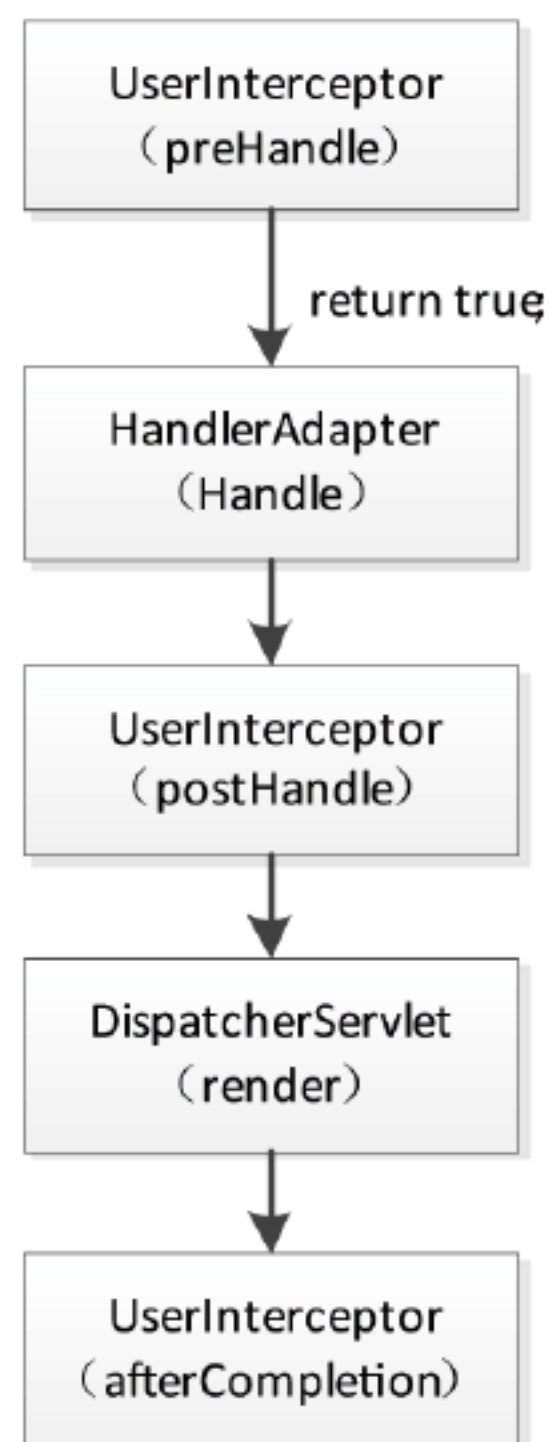 UserInterceptor
（preHandle）
return true;
HandlerAdapter
（Handle）
UserInterceptor
（postHandle）
DispatcherServlet
（render）
UserInterceptor
（afterCompletion）